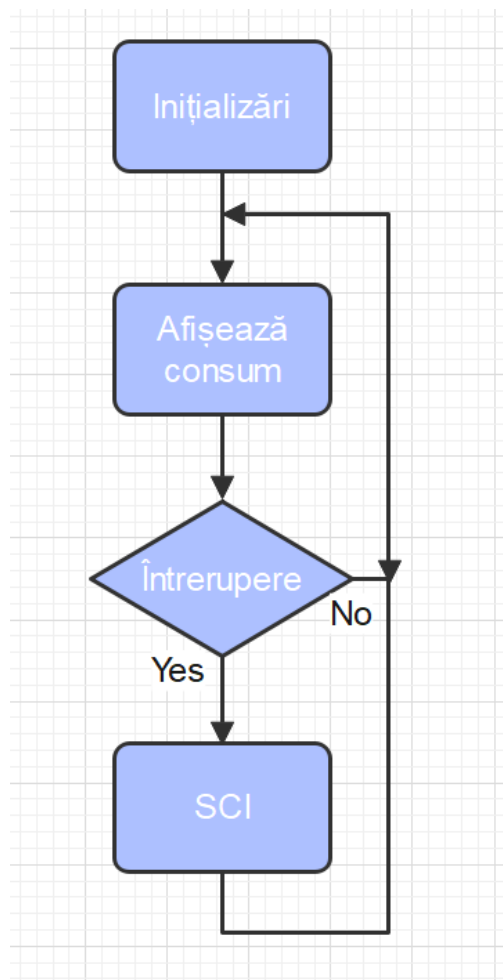 Inițializări
Afișează
consum
Întrerupere
No
Yes
SCI